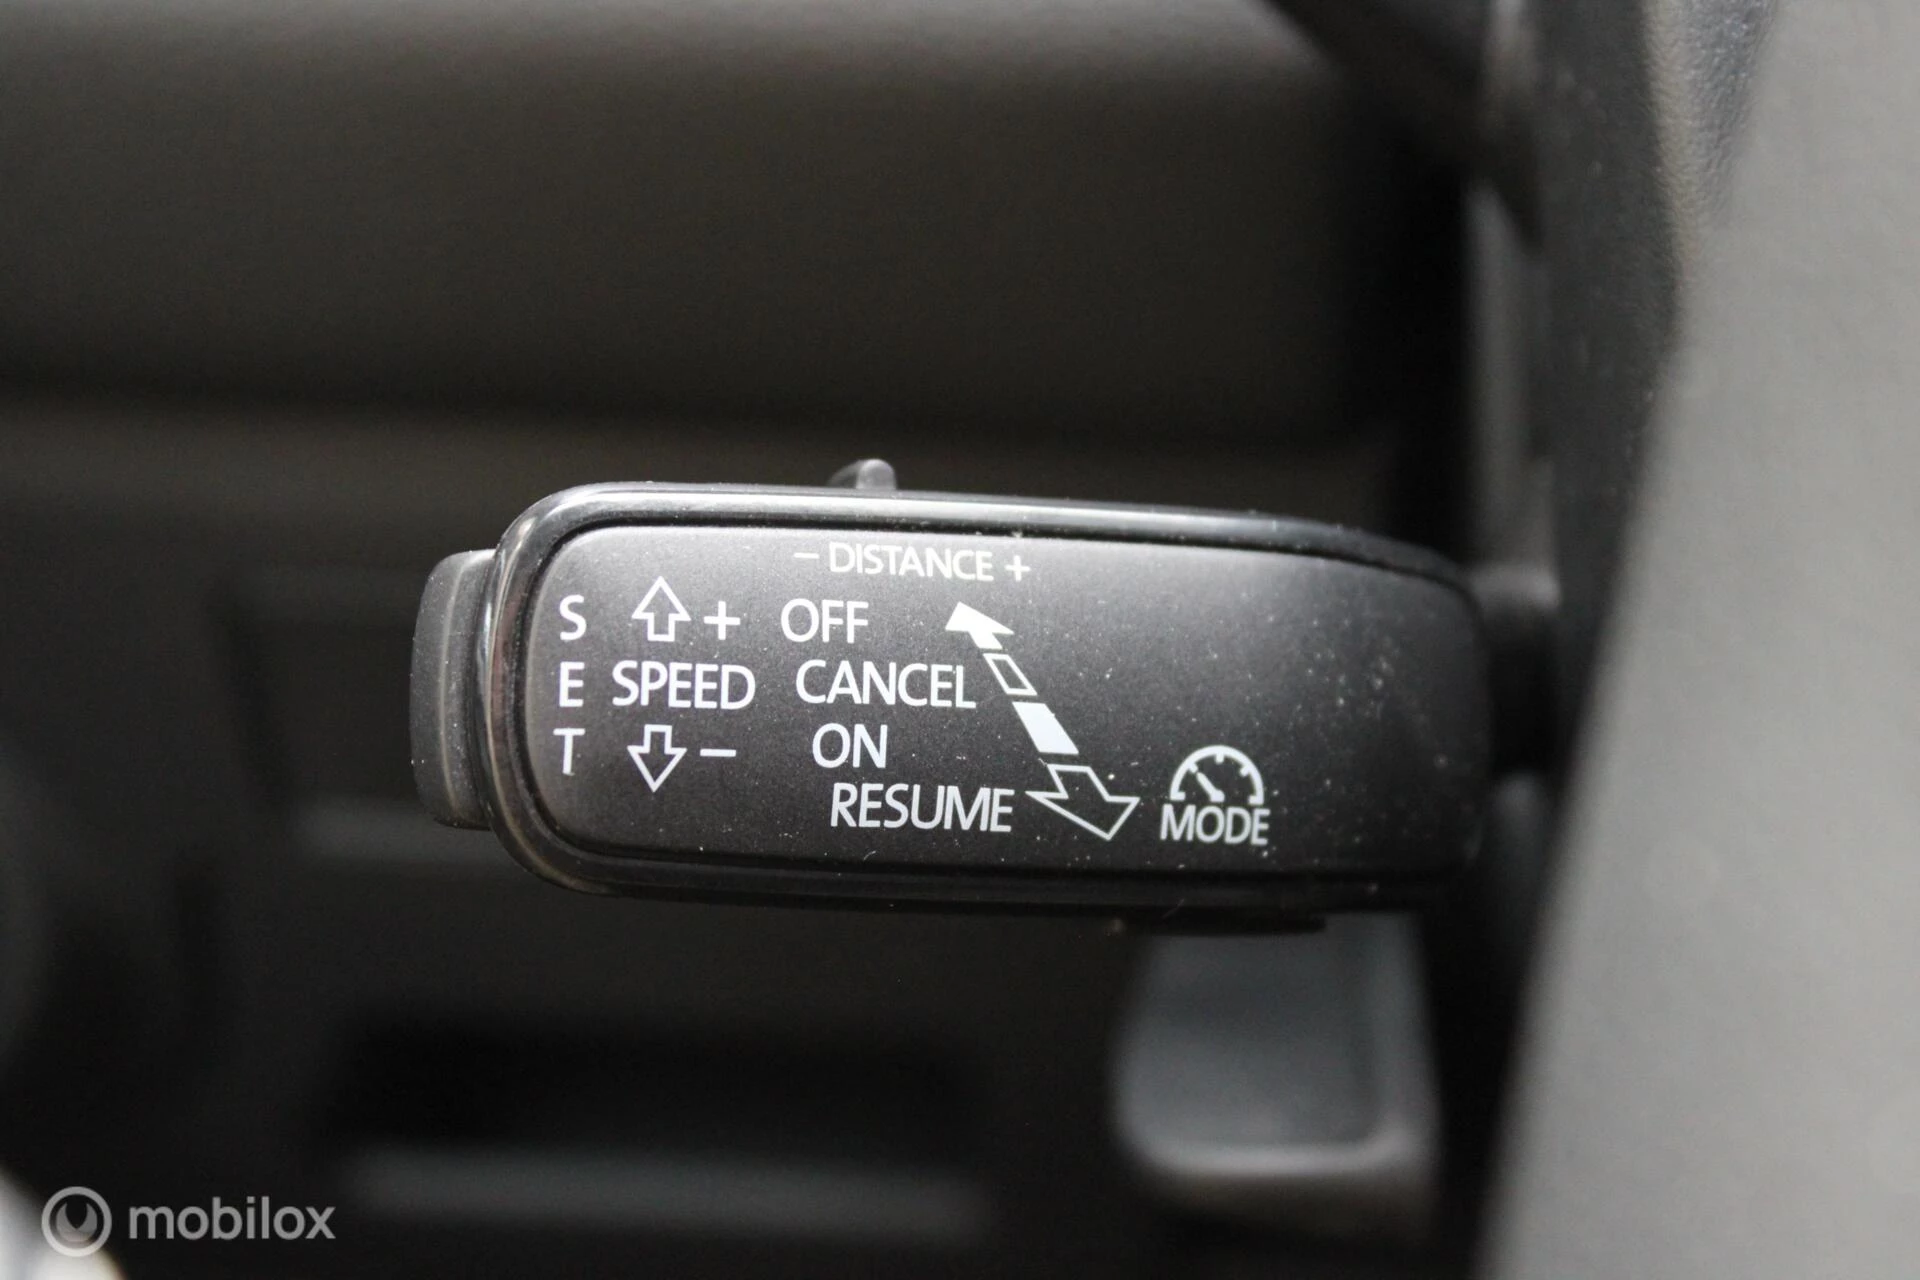 - DISTANCE +
S + OFF
E SPEED CANCEL
T - ON
RESUME
MODE
mobilox